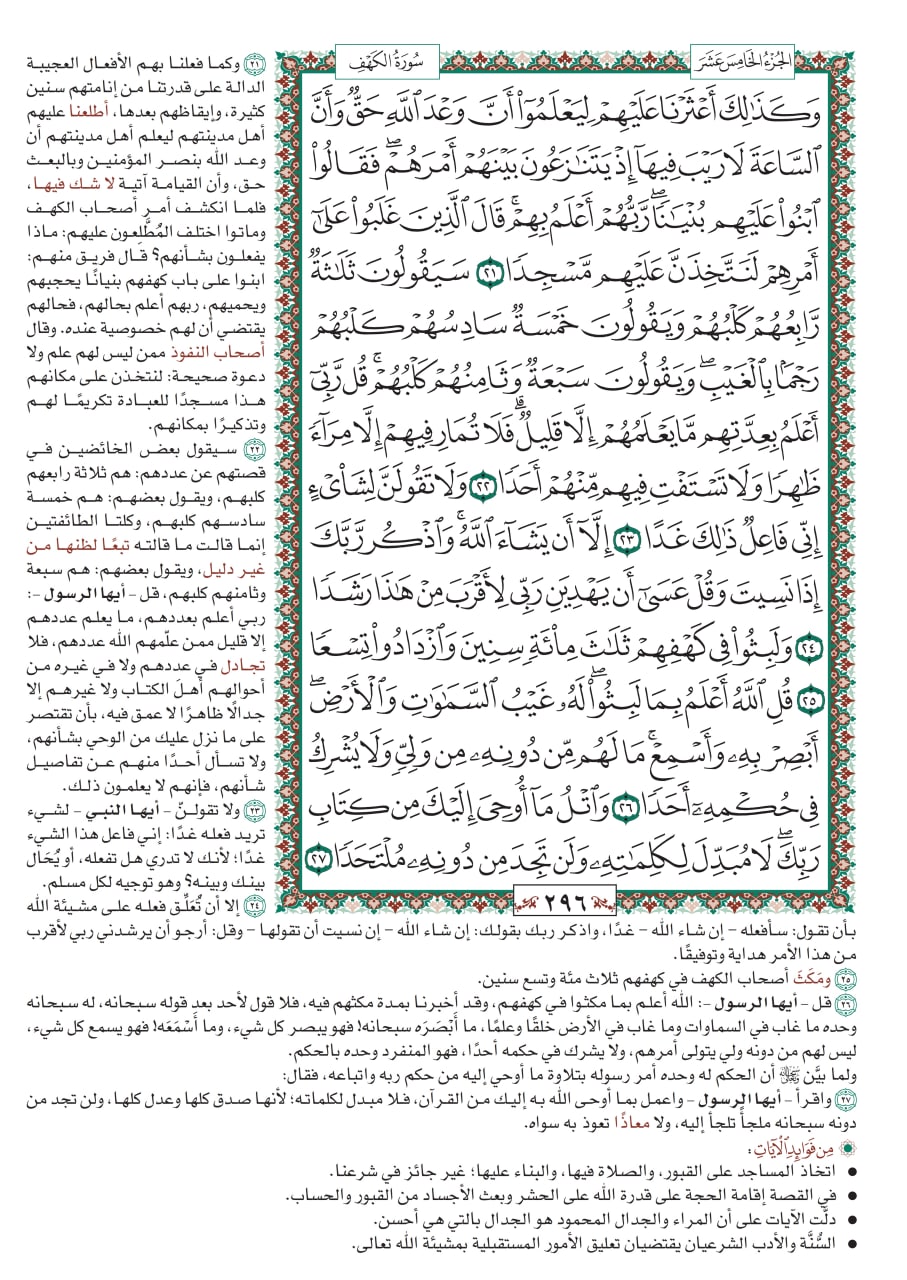 الجُزْءُ الخَامِسَ عَشَرَ
سُورَةُ الكَهْفِ
وَكَذَٰلِكَ أَعْثَرْنَا عَلَيْهِمْ لِيَعْلَمُوٓا۟ أَنَّ وَعْدَ ٱللَّهِ حَقٌّ وَأَنَّ
ٱلسَّاعَةَ لَا رَيْبَ فِيهَآ إِذْ يَتَنَٰزَعُونَ بَيْنَهُمْ أَمْرَهُمْ ۖ فَقَالُوا۟
ٱبْنُوا۟ عَلَيْهِم بُنْيَٰنًا ۖ رَّبُّهُمْ أَعْلَمُ بِهِمْ ۚ قَالَ ٱلَّذِينَ غَلَبُوا۟ عَلَىٰٓ
أَمْرِهِمْ لَنَتَّخِذَنَّ عَلَيْهِم مَّسْجِدًا ٢١ سَيَقُولُونَ ثَلَٰثَةٌ
رَّابِعُهُمْ كَلْبُهُمْ وَيَقُولُونَ خَمْسَةٌ سَادِسُهُمْ كَلْبُهُمْ
رَجْمًۢا بِٱلْغَيْبِ ۖ وَيَقُولُونَ سَبْعَةٌ وَثَامِنُهُمْ كَلْبُهُمْ ۚ قُل رَّبِّىٓ
أَعْلَمُ بِعِدَّتِهِم مَّا يَعْلَمُهُمْ إِلَّا قَلِيلٌ ۗ فَلَا تُمَارِ فِيهِمْ إِلَّا مِرَآءً
ظَٰهِرًا وَلَا تَسْتَفْتِ فِيهِم مِّنْهُمْ أَحَدًا ٢٢ وَلَا تَقُولَنَّ لِشَا۟ىْءٍ
إِنِّى فَاعِلٌ ذَٰلِكَ غَدًا ٢٣ إِلَّآ أَن يَشَآءَ ٱللَّهُ ۚ وَٱذْكُر رَّبَّكَ
إِذَا نَسِيتَ وَقُلْ عَسَىٰٓ أَن يَهْدِيَنِ رَبِّى لِأَقْرَبَ مِنْ هَٰذَا رَشَدًا
٢٤ وَلَبِثُوا۟ فِى كَهْفِهِمْ ثَلَٰثَ مِا۟ئَةٍ سِنِينَ وَٱزْدَادُوا۟ تِسْعًا
٢٥ قُلِ ٱللَّهُ أَعْلَمُ بِمَا لَبِثُوا۟ ۖ لَهُۥ غَيْبُ ٱلسَّمَٰوَٰتِ وَٱلْأَرْضِ ۖ
أَبْصِرْ بِهِۦ وَأَسْمِعْ ۚ مَا لَهُم مِّن دُونِهِۦ مِن وَلِىٍّ وَلَا يُشْرِكُ
فِى حُكْمِهِۦٓ أَحَدًا ٢٦ وَٱتْلُ مَآ أُوحِىَ إِلَيْكَ مِن كِتَابِ
رَبِّكَ ۖ لَا مُبَدِّلَ لِكَلِمَٰتِهِۦ وَلَن تَجِدَ مِن دُونِهِۦ مُلْتَحَدًا ٢٧
٢٩٦
٢١ وكما فعلنا بهم الأفعال العجيبة
الدالة على قدرتنا من إنامتهم سنين
كثيرة، وإيقاظهم بعدها، أطلعنا عليهم
أهل مدينتهم ليعلم أهل مدينتهم أن
وعد الله بنصر المؤمنين وبالبعث
حق، وأن القيامة آتية لا شك فيها،
فلما انكشف أمر أصحاب الكهف
وماتوا اختلف المُطَّلِعون عليهم: ماذا
يفعلون بشأنهم؟ قال فريق منهم:
ابنوا على باب كهفهم بنيانًا يحجبهم
ويحميهم، ربهم أعلم بحالهم، فحالهم
يقتضي أن لهم خصوصية عنده. وقال
أصحاب النفوذ ممن ليس لهم علم ولا
دعوة صحيحة: لنتخذن على مكانهم
هذا مسجدًا للعبادة تكريمًا لهم
وتذكيرًا بمكانهم.
٢٢ سيقول بعض الخائضين في
قصتهم عن عددهم: هم ثلاثة رابعهم
كلبهم، ويقول بعضهم: هم خمسة
سادسهم كلبهم، وكلتا الطائفتين
إنما قالت ما قالته تبعًا لظنها من
غير دليل، ويقول بعضهم: هم سبعة
وثامنهم كلبهم، قل – أيها الرسول –:
ربي أعلم بعددهم، ما يعلم عددهم
إلا قليل ممن علّمهم الله عددهم، فلا
تجادل في عددهم ولا في غيره من
أحوالهم أهلَ الكتاب ولا غيرهم إلا
جدالًا ظاهرًا لا عمق فيه، بأن تقتصر
على ما نزل عليك من الوحي بشأنهم،
ولا تسأل أحدًا منهم عن تفاصيل
شأنهم، فإنهم لا يعلمون ذلك.
٢٣ ولا تقولنّ – أيها النبي – لشيء
تريد فعله غدًا: إني فاعل هذا الشيء
غدًا؛ لأنك لا تدري هل تفعله، أو يُحَال
بينك وبينه؟ وهو توجيه لكل مسلم.
٢٤ إلا أن تُعَلِّق فعله على مشيئة الله
بأن تقول: سأفعله – إن شاء الله – غدًا، واذكر ربك بقولك: إن شاء الله – إن نسيت أن تقولها – وقل: أرجو أن يرشدني ربي لأقرب
من هذا الأمر هداية وتوفيقًا.
٢٥ ومَكَثَ أصحاب الكهف في كهفهم ثلاث مئة وتسع سنين.
٢٦ قل – أيها الرسول –: الله أعلم بما مكثوا في كهفهم، وقد أخبرنا بمدة مكثهم فيه، فلا قول لأحد بعد قوله سبحانه، له سبحانه
وحده ما غاب في السماوات وما غاب في الأرض خلقًا وعلمًا، ما أَبْصَرَه سبحانه! فهو يبصر كل شيء، وما أَسْمَعَه! فهو يسمع كل شيء،
ليس لهم من دونه ولي يتولى أمرهم، ولا يشرك في حكمه أحدًا، فهو المنفرد وحده بالحكم.
ولما بيَّن ﷻ أن الحكم له وحده أمر رسوله بتلاوة ما أوحي إليه من حكم ربه واتباعه، فقال:
٢٧ واقرأ – أيها الرسول – واعمل بما أوحى الله به إليك من القرآن، فلا مبدل لكلماته؛ لأنها صدق كلها وعدل كلها، ولن تجد من
دونه سبحانه ملجأً تلجأ إليه، ولا معاذًا تعوذ به سواه.
مِن فَوَائِدِ الآيَاتِ:
● اتخاذ المساجد على القبور، والصلاة فيها، والبناء عليها؛ غير جائز في شرعنا.
● في القصة إقامة الحجة على قدرة الله على الحشر وبعث الأجساد من القبور والحساب.
● دلَّت الآيات على أن المراء والجدال المحمود هو الجدال بالتي هي أحسن.
● السُّنَّة والأدب الشرعيان يقتضيان تعليق الأمور المستقبلية بمشيئة الله تعالى.